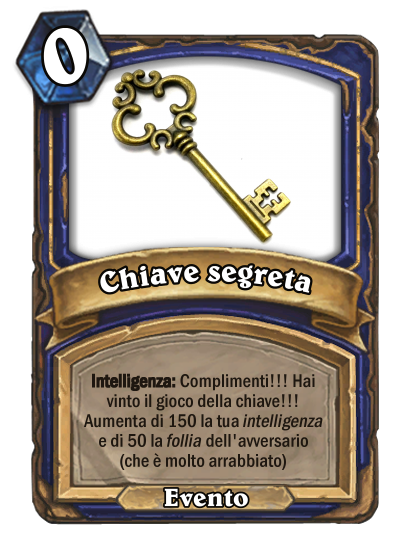 0
Chiave segreta
Intelligenza: Complimenti!!! Hai
vinto il gioco della chiave!!!
Aumenta di 150 la tua intelligenza
e di 50 la follia dell'avversario
(che è molto arrabbiato)
Evento